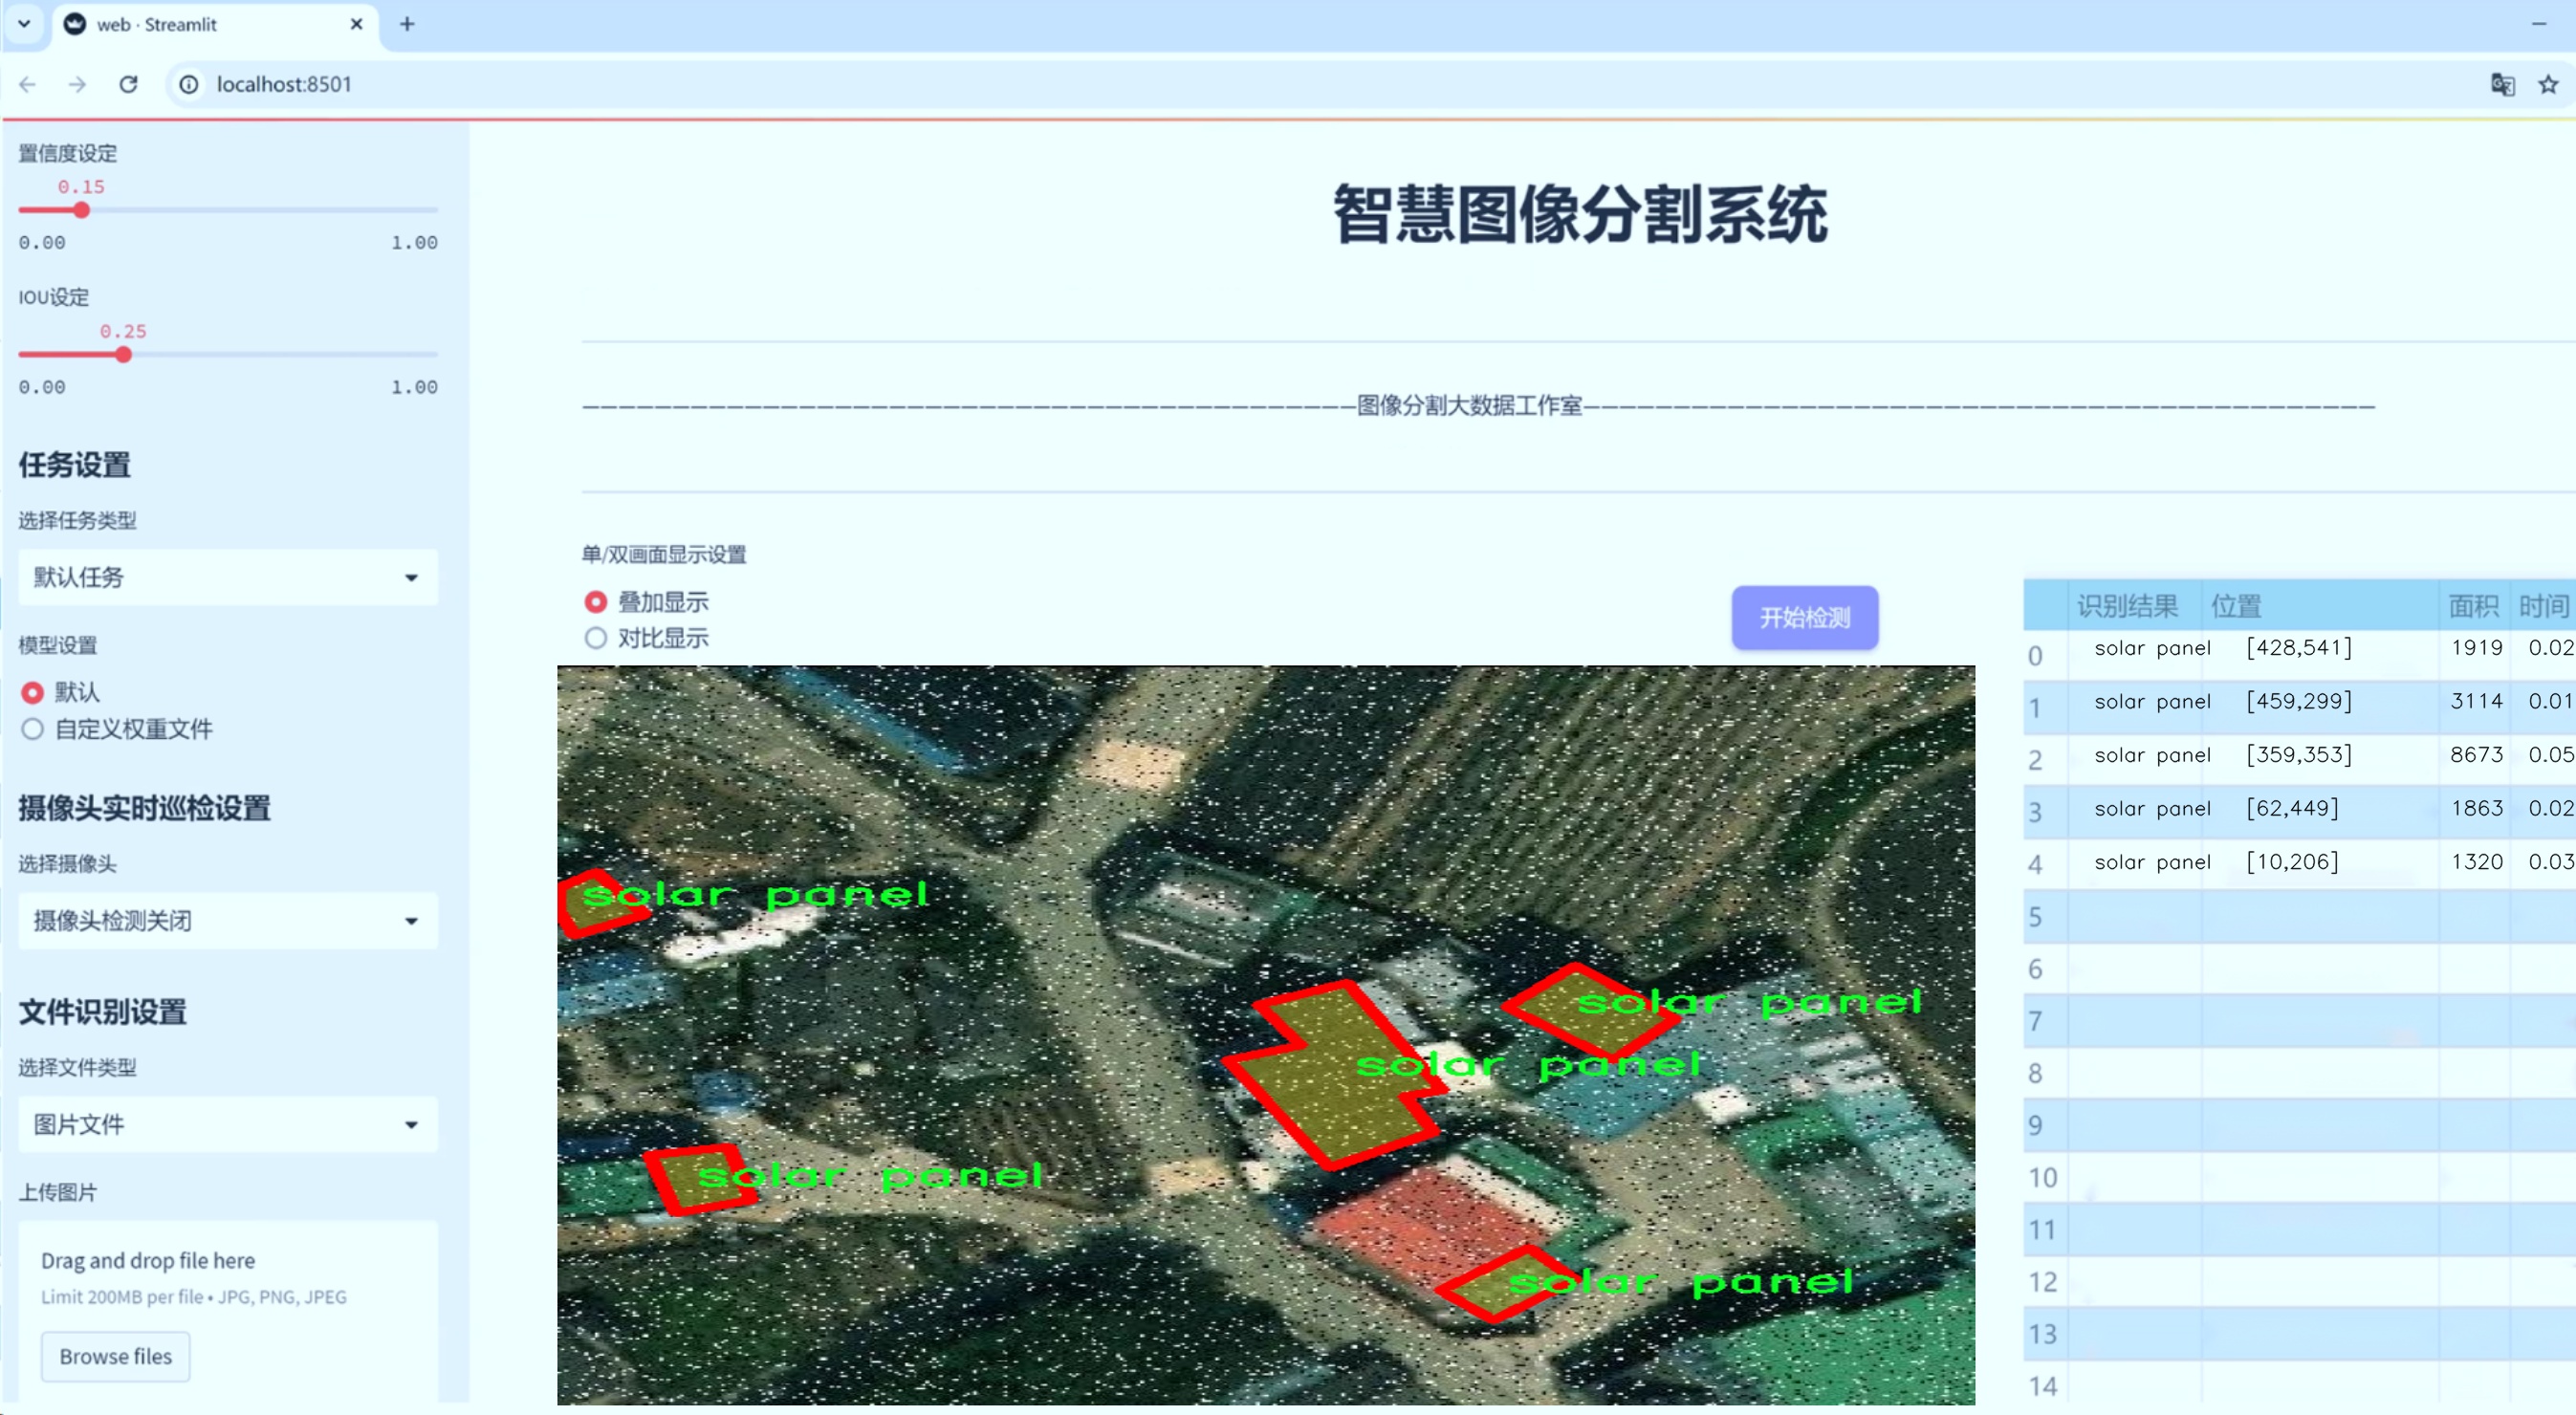 web · Streamlit
localhost:8501
置信度设定
0.15
0.00 1.00
IOU设定
0.25
0.00 1.00
任务设置
选择任务类型
默认任务
模型设置
默认
自定义权重文件
摄像头实时巡检设置
选择摄像头
摄像头检测关闭
文件识别设置
选择文件类型
图片文件
上传图片
Drag and drop file here
Limit 200MB per file • JPG, PNG, JPEG
Browse files
智慧图像分割系统
图像分割大数据工作室
单/双画面显示设置
叠加显示
对比显示
开始检测
solar panel
solar panel
solar panel
solar panel
solar panel
识别结果 位置 面积 时间
0 solar panel [428,541] 1919 0.02
1 solar panel [459,299] 3114 0.01
2 solar panel [359,353] 8673 0.05
3 solar panel [62,449] 1863 0.02
4 solar panel [10,206] 1320 0.03
5
6
7
8
9
10
11
12
13
14